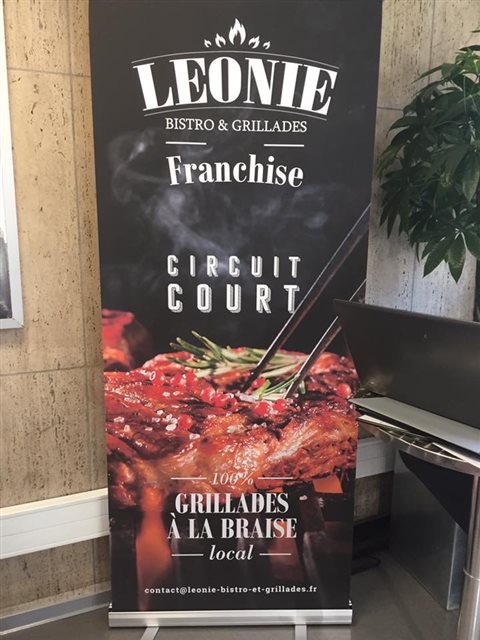 LEONIE
BISTRO & GRILLADES
Franchise
CIRCUIT
COURT
100%
GRILLADES
À LA BRAISE
local
contact@leonie-bistro-et-grillades.fr